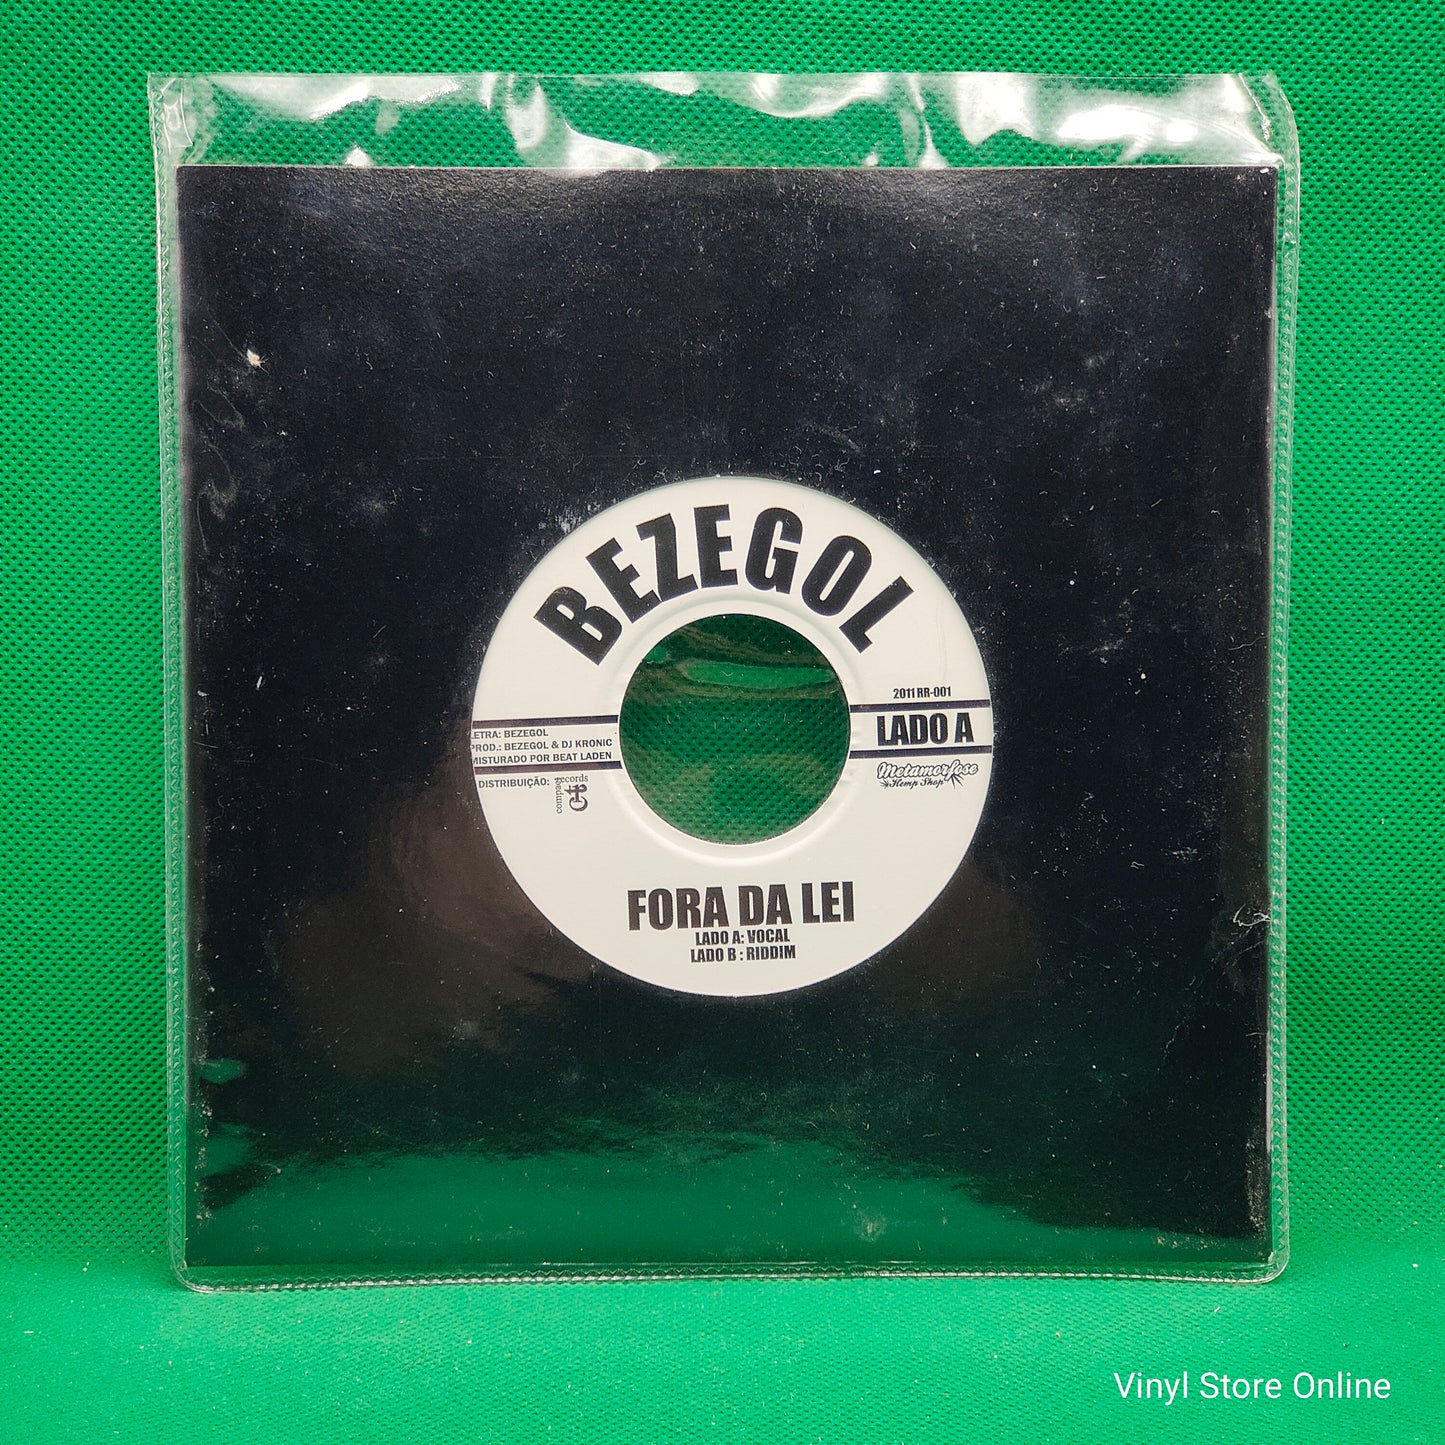 BEZEGOL
2011 RR-001
LADO A
Metamorfose
Hemp Shop
LETRA: BEZEGOL
PROD.: BEZEGOL & DJ KRONIC
MISTURADO POR BEAT LADEN
DISTRIBUIÇÃO:
compact records
FORA DA LEI
LADO A: VOCAL
LADO B : RIDDIM
Vinyl Store Online